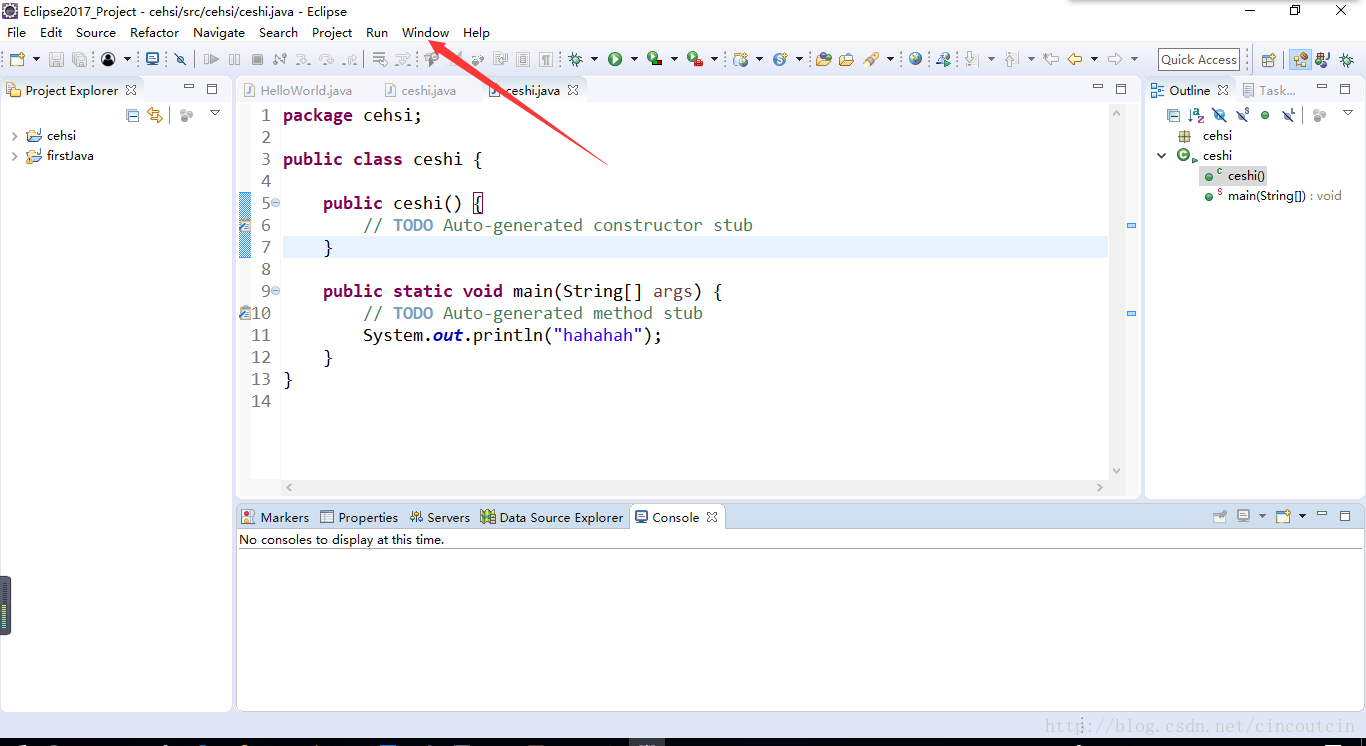 Eclipse2017_Project - cehsi/src/cehsi/ceshi.java - Eclipse
File Edit Source Refactor Navigate Search Project Run Window Help
Quick Access
Project Explorer
HelloWorld.java ceshi.java ceshi.java
Outline Task...
cehsi
firstJava
1 package cehsi;
2
3 public class ceshi {
4
5 public ceshi() {
6 // TODO Auto-generated constructor stub
7 }
8
9 public static void main(String[] args) {
10 // TODO Auto-generated method stub
11 System.out.println("hahahah");
12 }
13 }
14
cehsi
ceshi
ceshi()
main(String[]) : void
Markers Properties Servers Data Source Explorer Console
No consoles to display at this time.
http://blog.csdn.net/cincoutcin